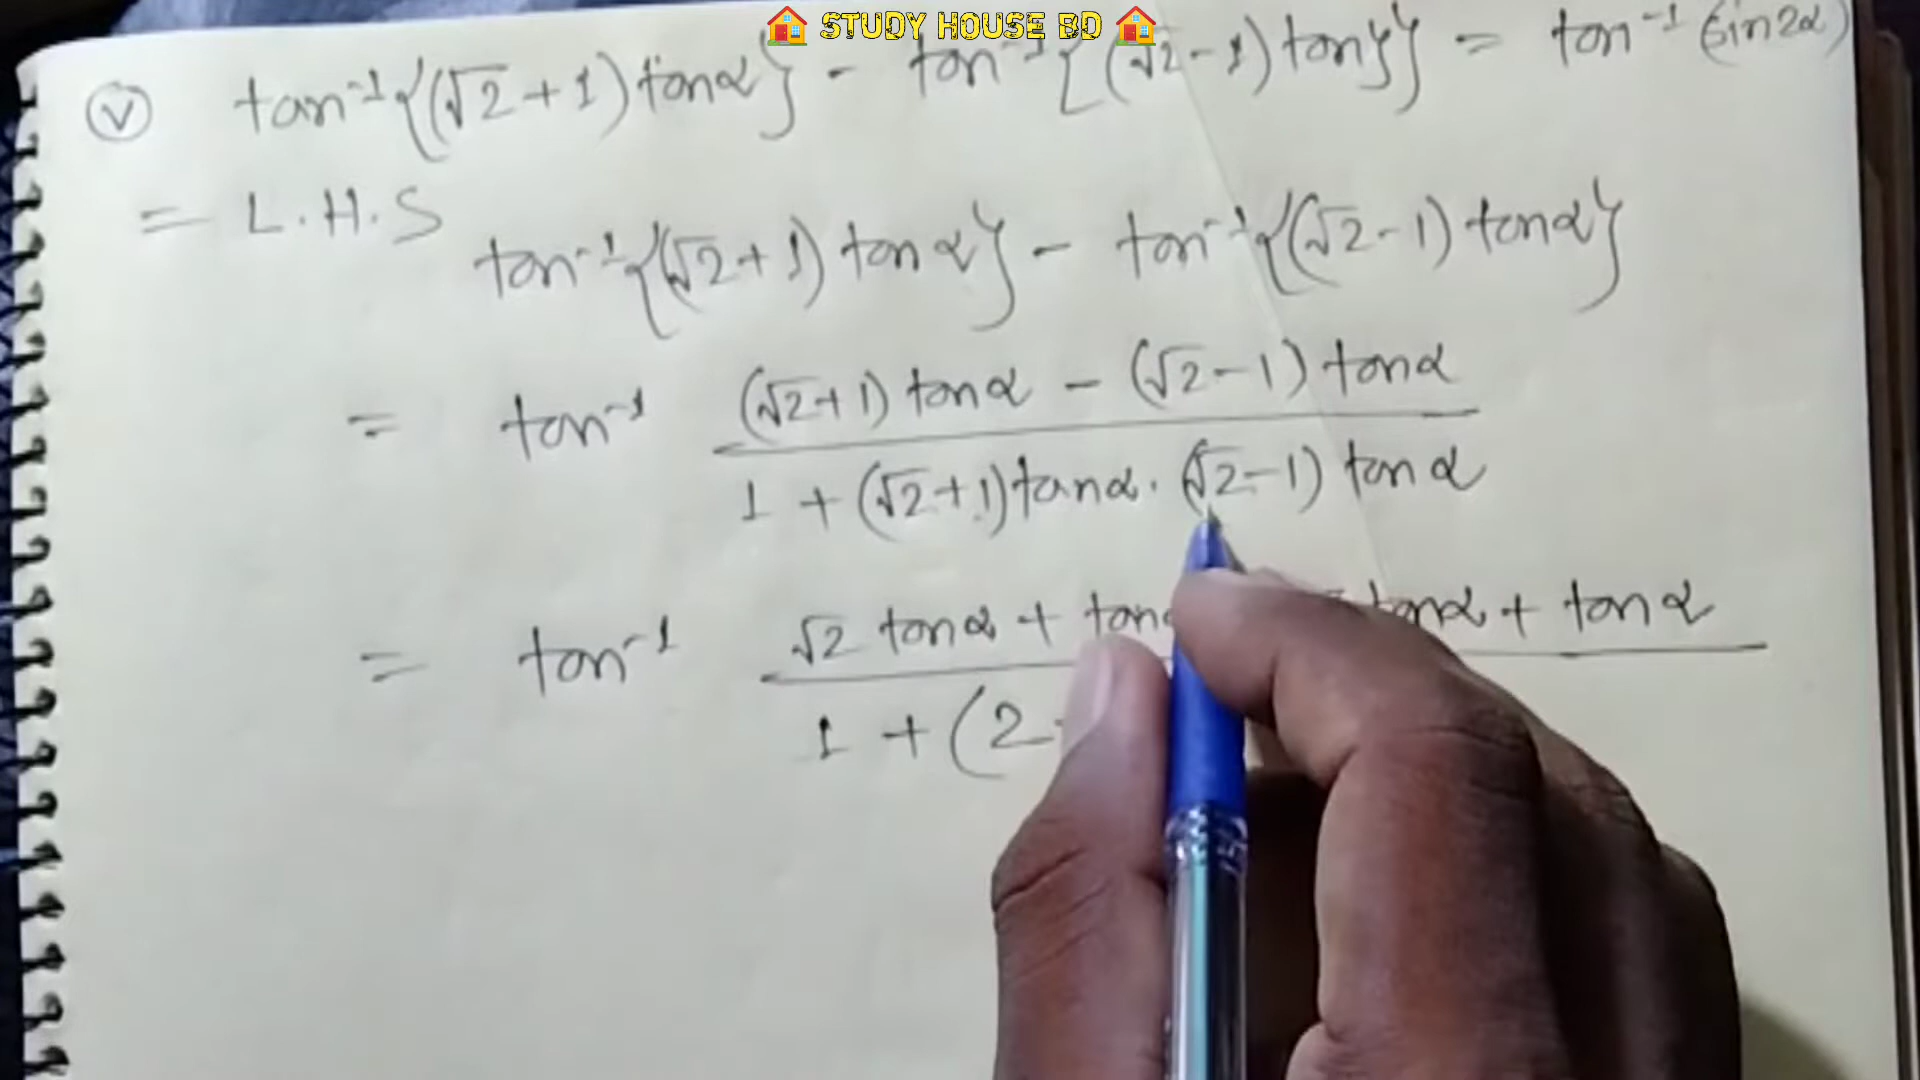 🏠 STUDY HOUSE BD 🏠
Ⓥ tan⁻¹{(√2+1)tanα} - tan⁻¹{(√2-1)tan}} = tan⁻¹(sin2α)
= L.H.S
tan⁻¹{(√2+1)tanα} - tan⁻¹{(√2-1)tanα}
= tan⁻¹ (√2+1)tanα - (√2-1)tanα
1 + (√2+1)tanα·(√2-1)tanα
= tan⁻¹ √2 tanα + tan tanα + tanα
1 + (2